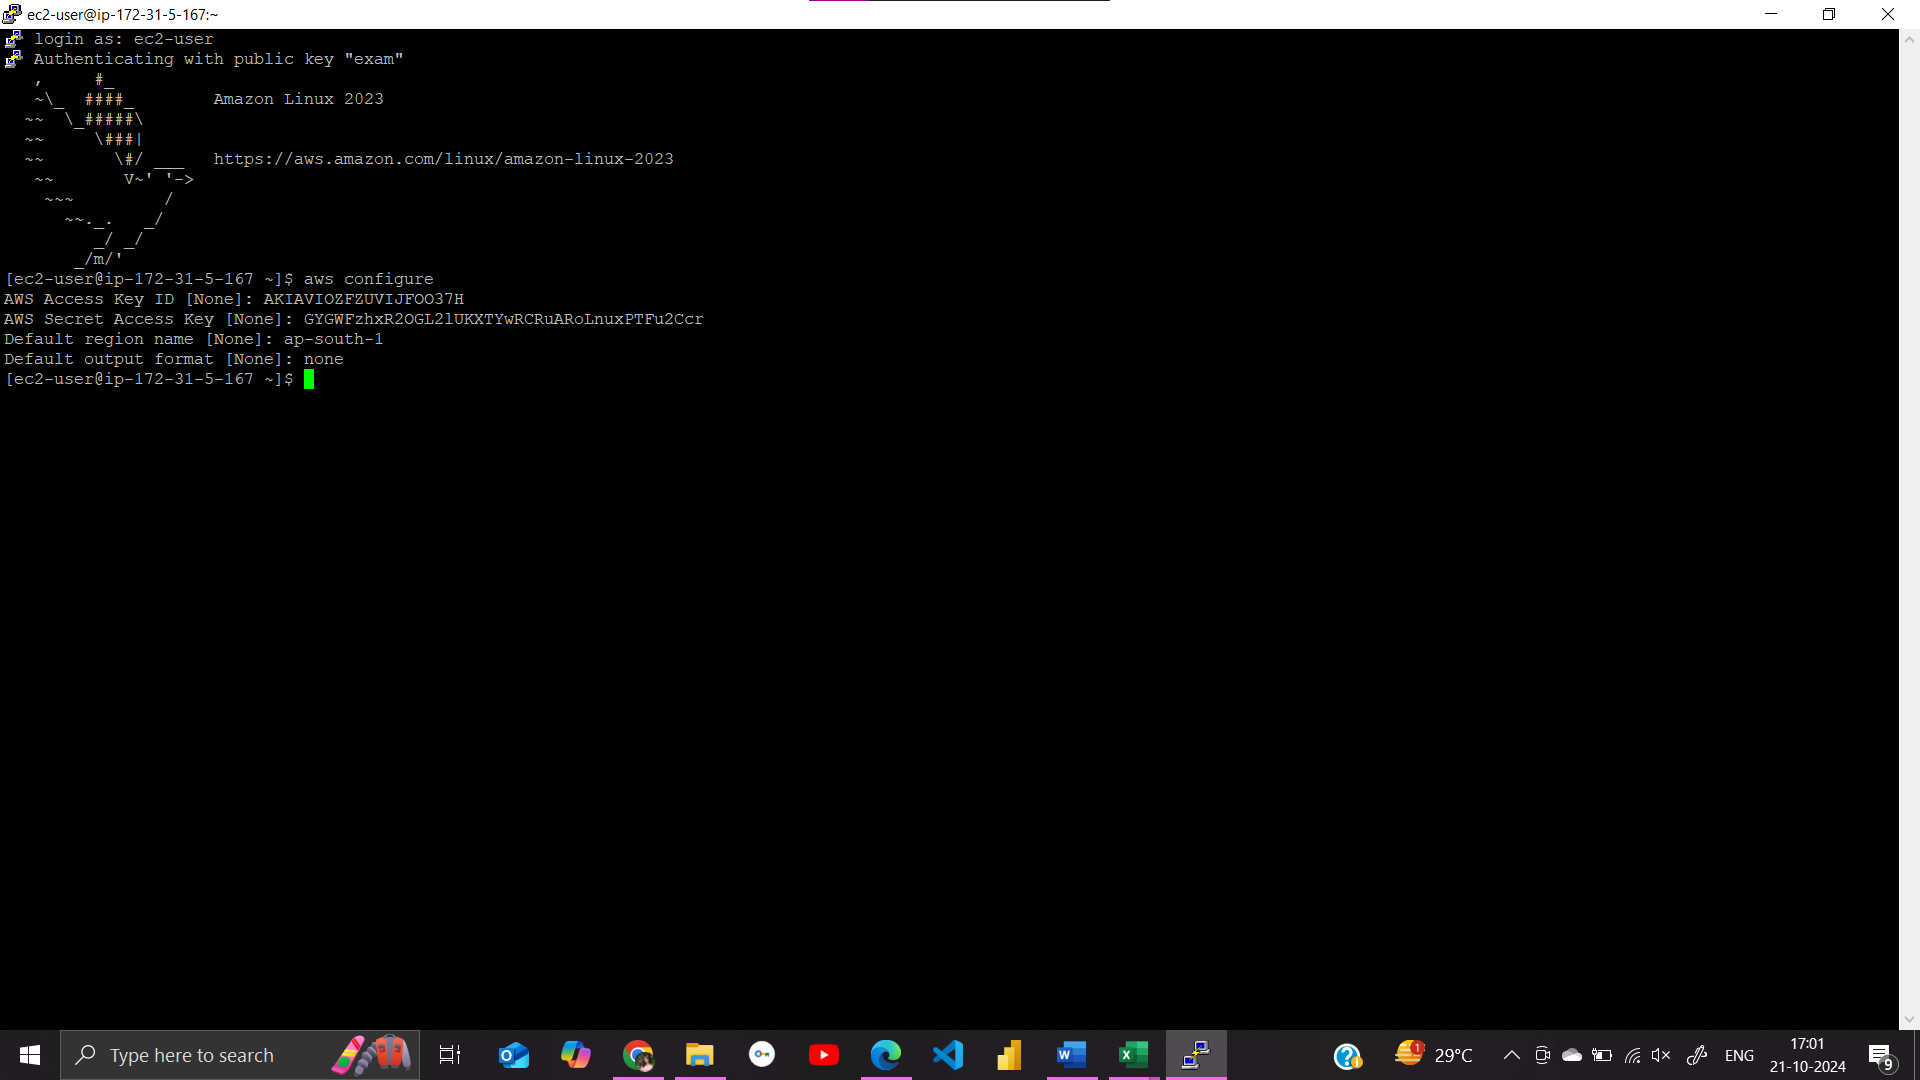 ec2-user@ip-172-31-5-167:~
login as: ec2-user
Authenticating with public key "exam"
   ,     #_
   ~\_  ####_        Amazon Linux 2023
  ~~  \_#####\
  ~~     \###|
  ~~       \#/ ___   https://aws.amazon.com/linux/amazon-linux-2023
   ~~       V~' '->
    ~~~         /
      ~~._.   _/
         _/ _/
       _/m/'
[ec2-user@ip-172-31-5-167 ~]$ aws configure
AWS Access Key ID [None]: AKIAVIOZFZUVIJFOO37H
AWS Secret Access Key [None]: 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
Default region name [None]: ap-south-1
Default output format [None]: none
[ec2-user@ip-172-31-5-167 ~]$
Type here to search
1
29°C
ENG
17:01
21-10-2024
9